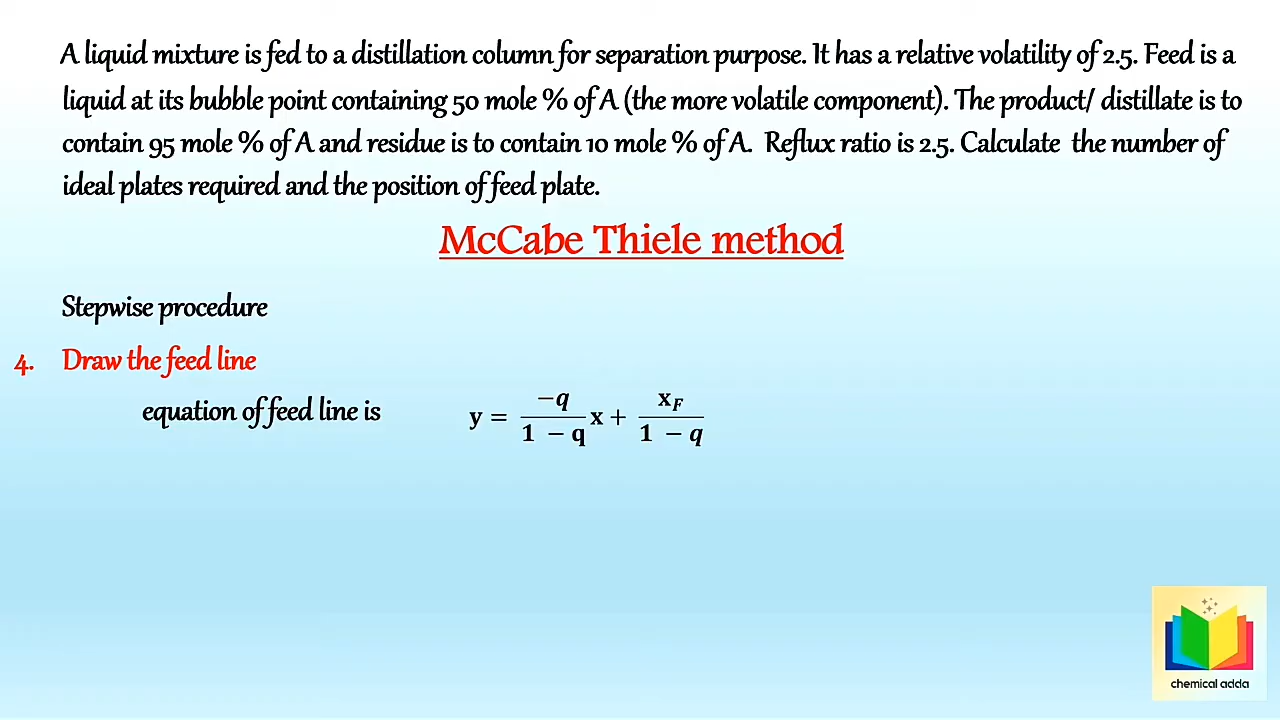 A liquid mixture is fed to a distillation column for separation purpose. It has a relative volatility of 2.5. Feed is a
liquid at its bubble point containing 50 mole % of A (the more volatile component). The product/ distillate is to
contain 95 mole % of A and residue is to contain 10 mole % of A. Reflux ratio is 2.5. Calculate the number of
ideal plates required and the position of feed plate.
McCabe Thiele method
Stepwise procedure
4. Draw the feed line
equation of feed line is y = −q/(1 − q) x + x_F/(1 − q)
chemical adda